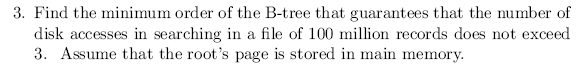 3. Find the minimum order of the B-tree that guarantees that the number of
disk accesses in searching in a file of 100 million records does not exceed
3. Assume that the root's page is stored in main memory.